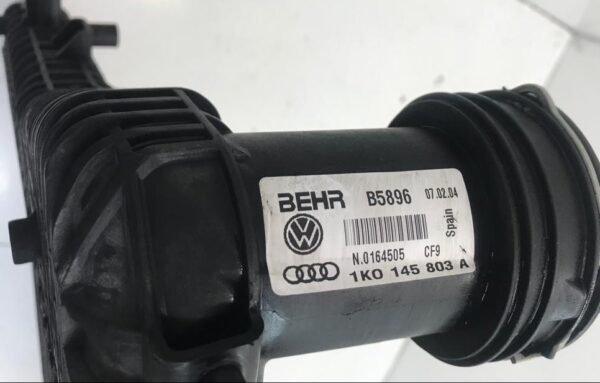 BEHR B5896 07.02.04
Spain
N.0164505 CF9
1K0 145 803 A